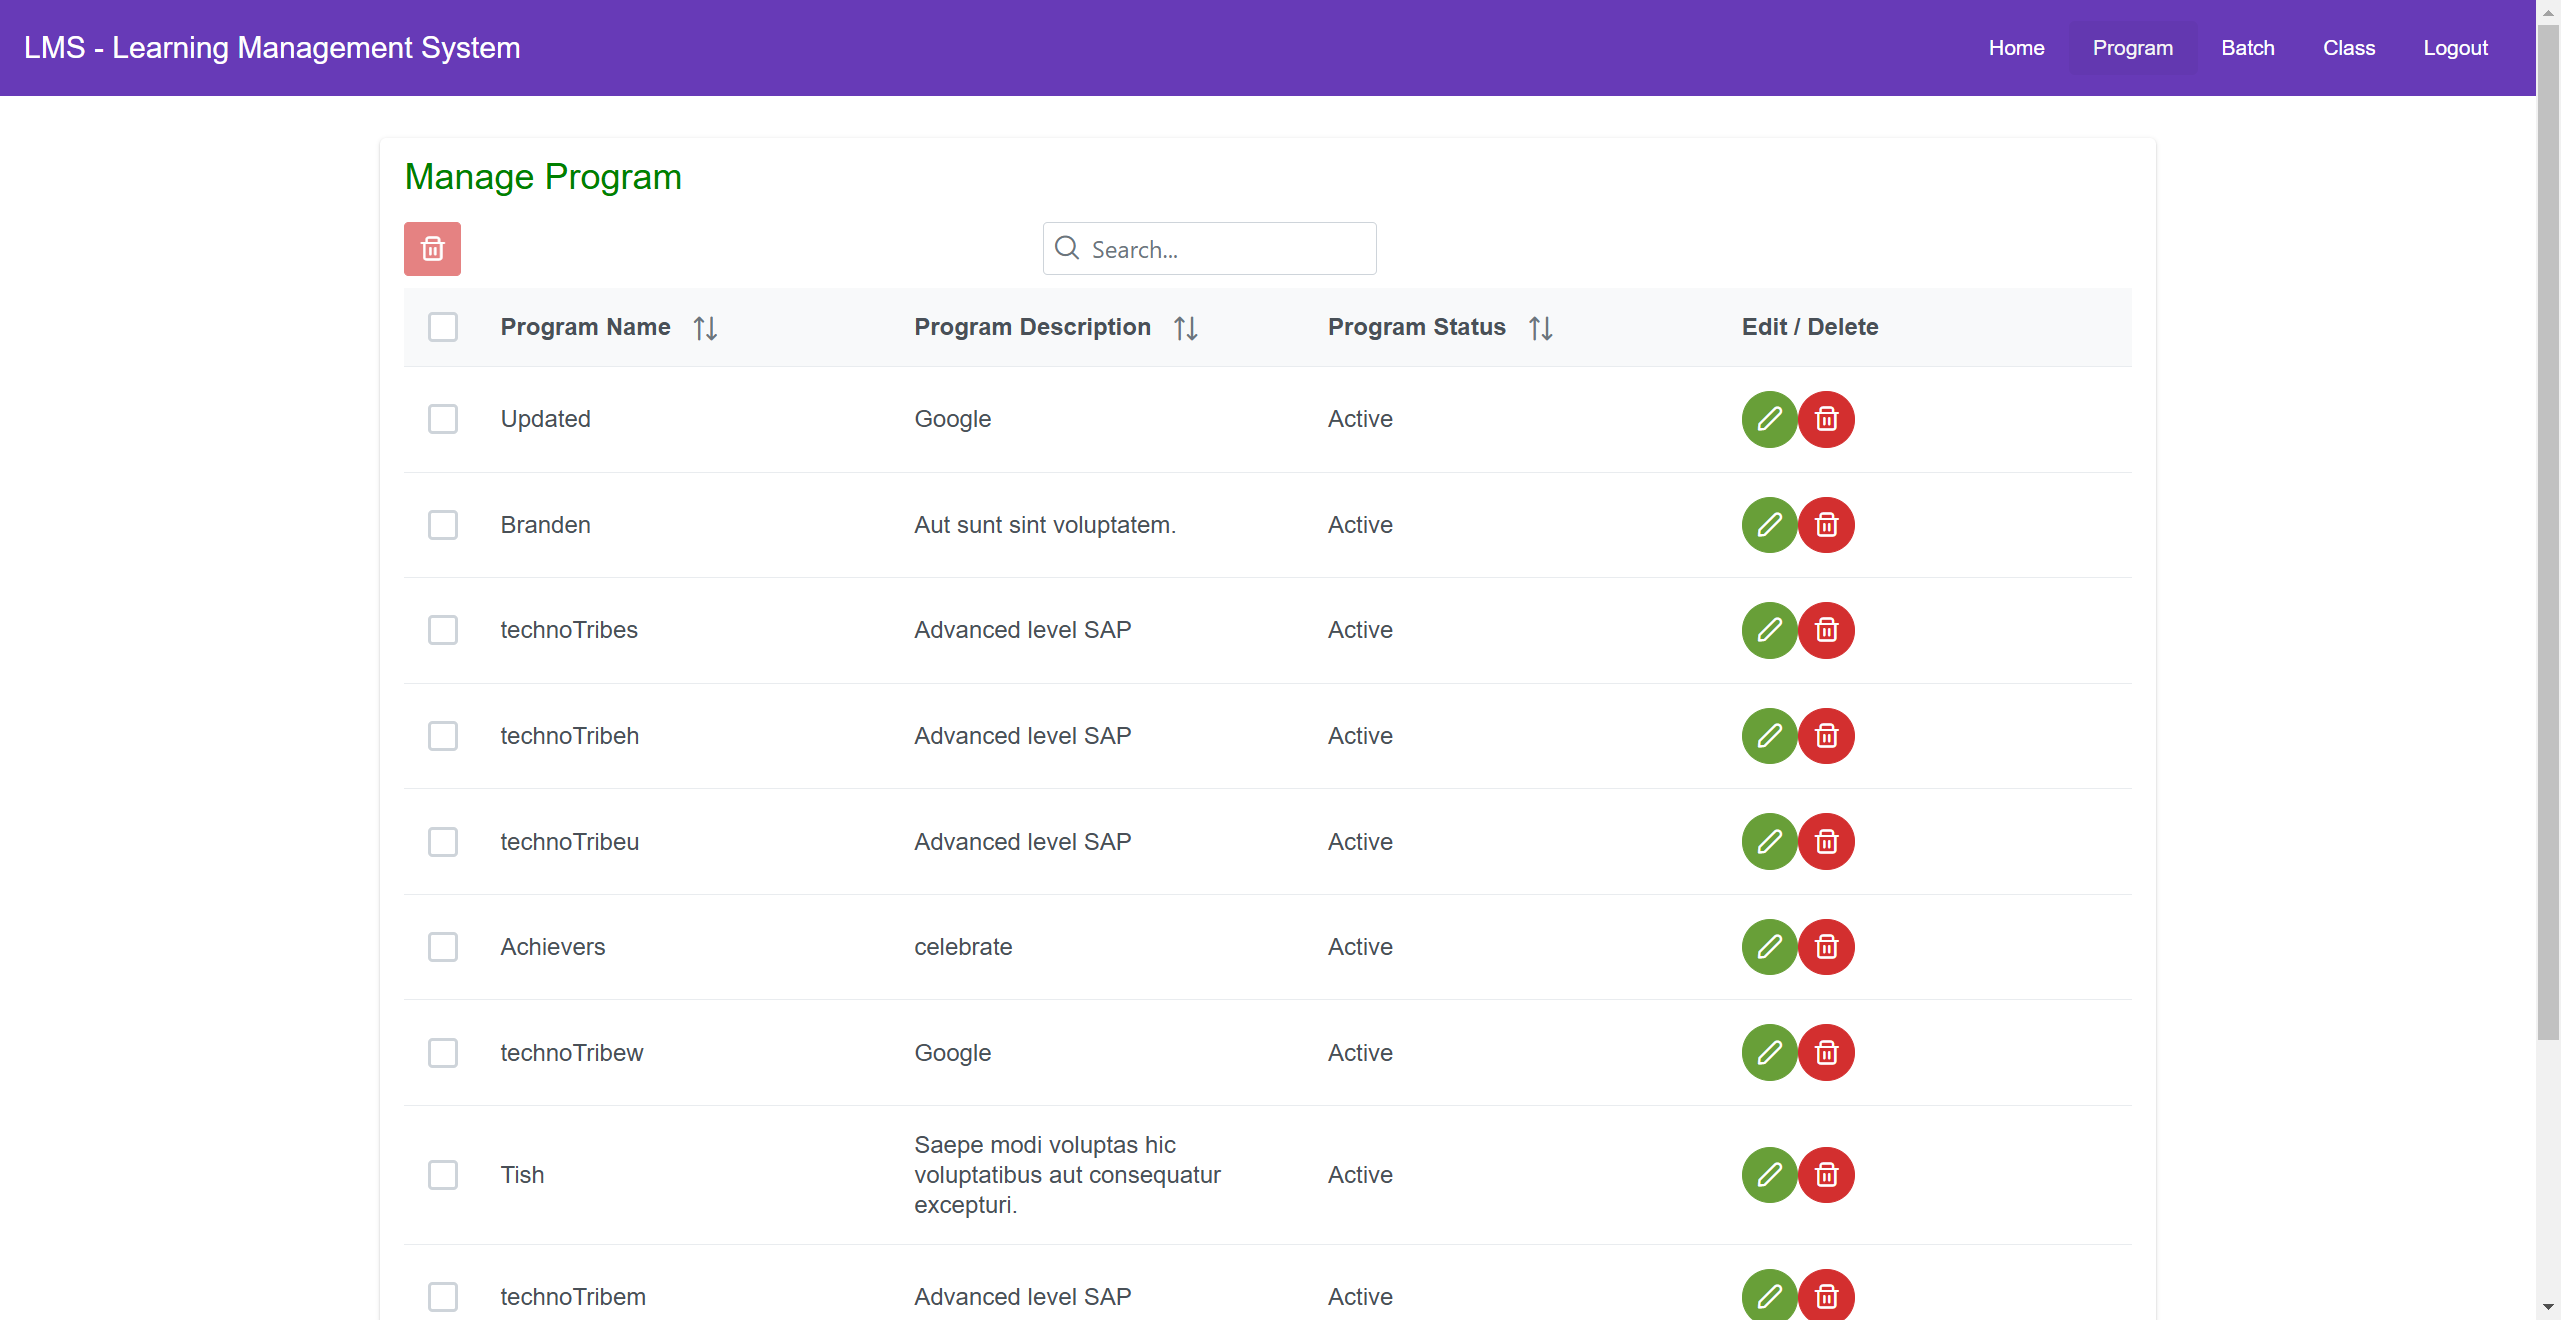 LMS - Learning Management System
Home Program Batch Class Logout
Manage Program
Search...
Program Name Program Description Program Status Edit / Delete
Updated Google Active
Branden Aut sunt sint voluptatem. Active
technoTribes Advanced level SAP Active
technoTribeh Advanced level SAP Active
technoTribeu Advanced level SAP Active
Achievers celebrate Active
technoTribew Google Active
Saepe modi voluptas hic
Tish voluptatibus aut consequatur Active
excepturi.
technoTribem Advanced level SAP Active